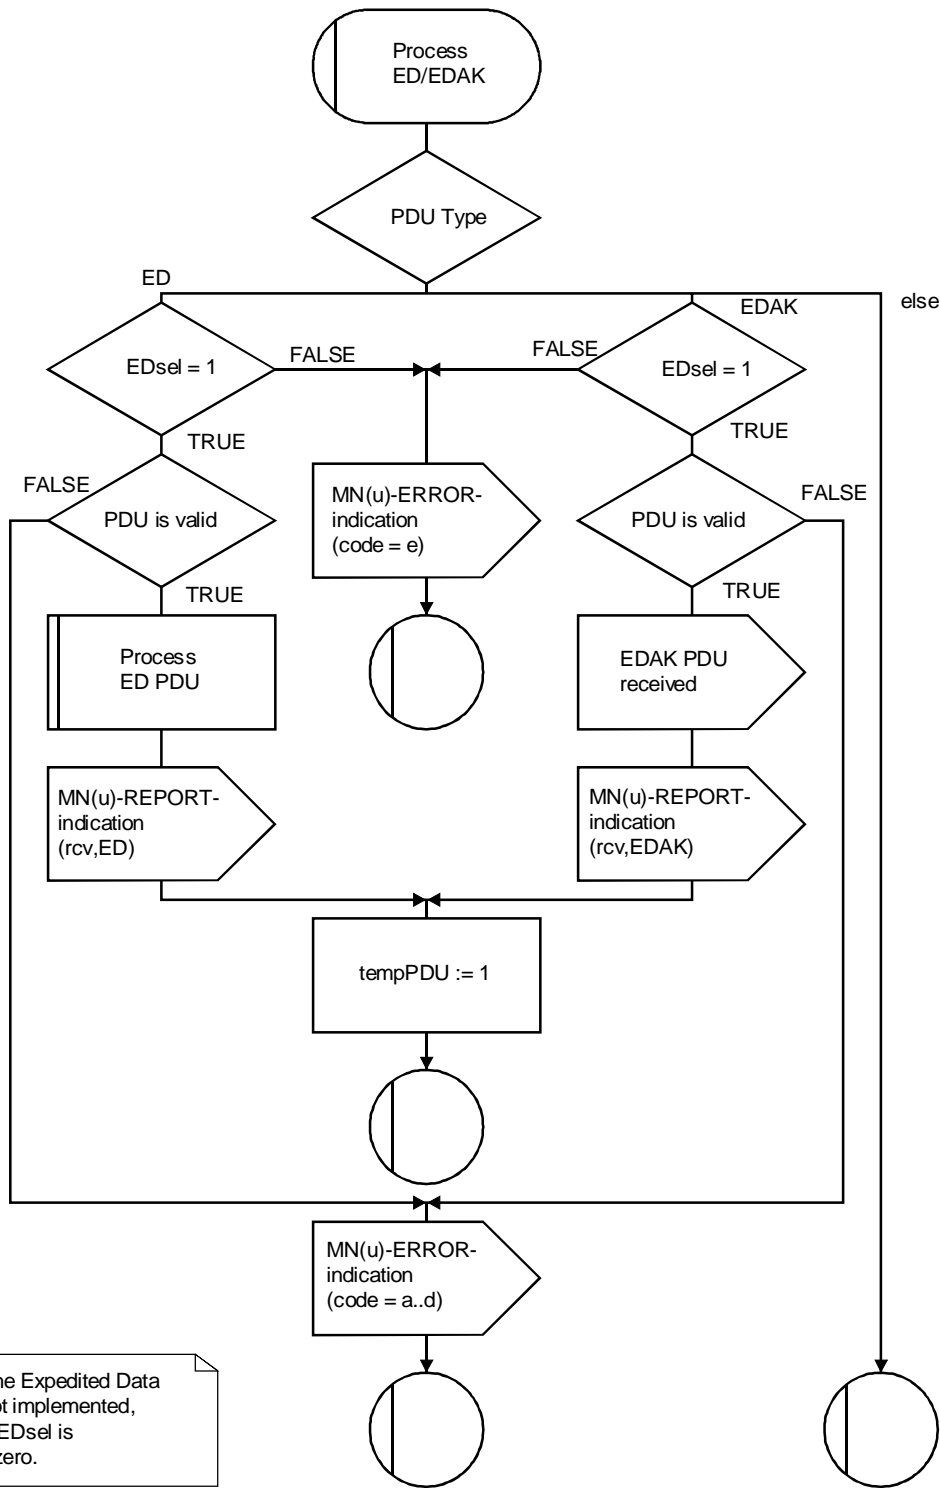 Process
ED/EDAK
PDU Type
ED
EDAK
else
EDsel = 1
FALSE
FALSE
EDsel = 1
TRUE
TRUE
FALSE
PDU is valid
MN(u)-ERROR-
indication
(code = e)
PDU is valid
FALSE
TRUE
TRUE
Process
ED PDU
EDAK PDU
received
MN(u)-REPORT-
indication
(rcv,ED)
MN(u)-REPORT-
indication
(rcv,EDAK)
tempPDU := 1
MN(u)-ERROR-
indication
(code = a..d)
Expedited Data
implemented,
EDsel is
zero.